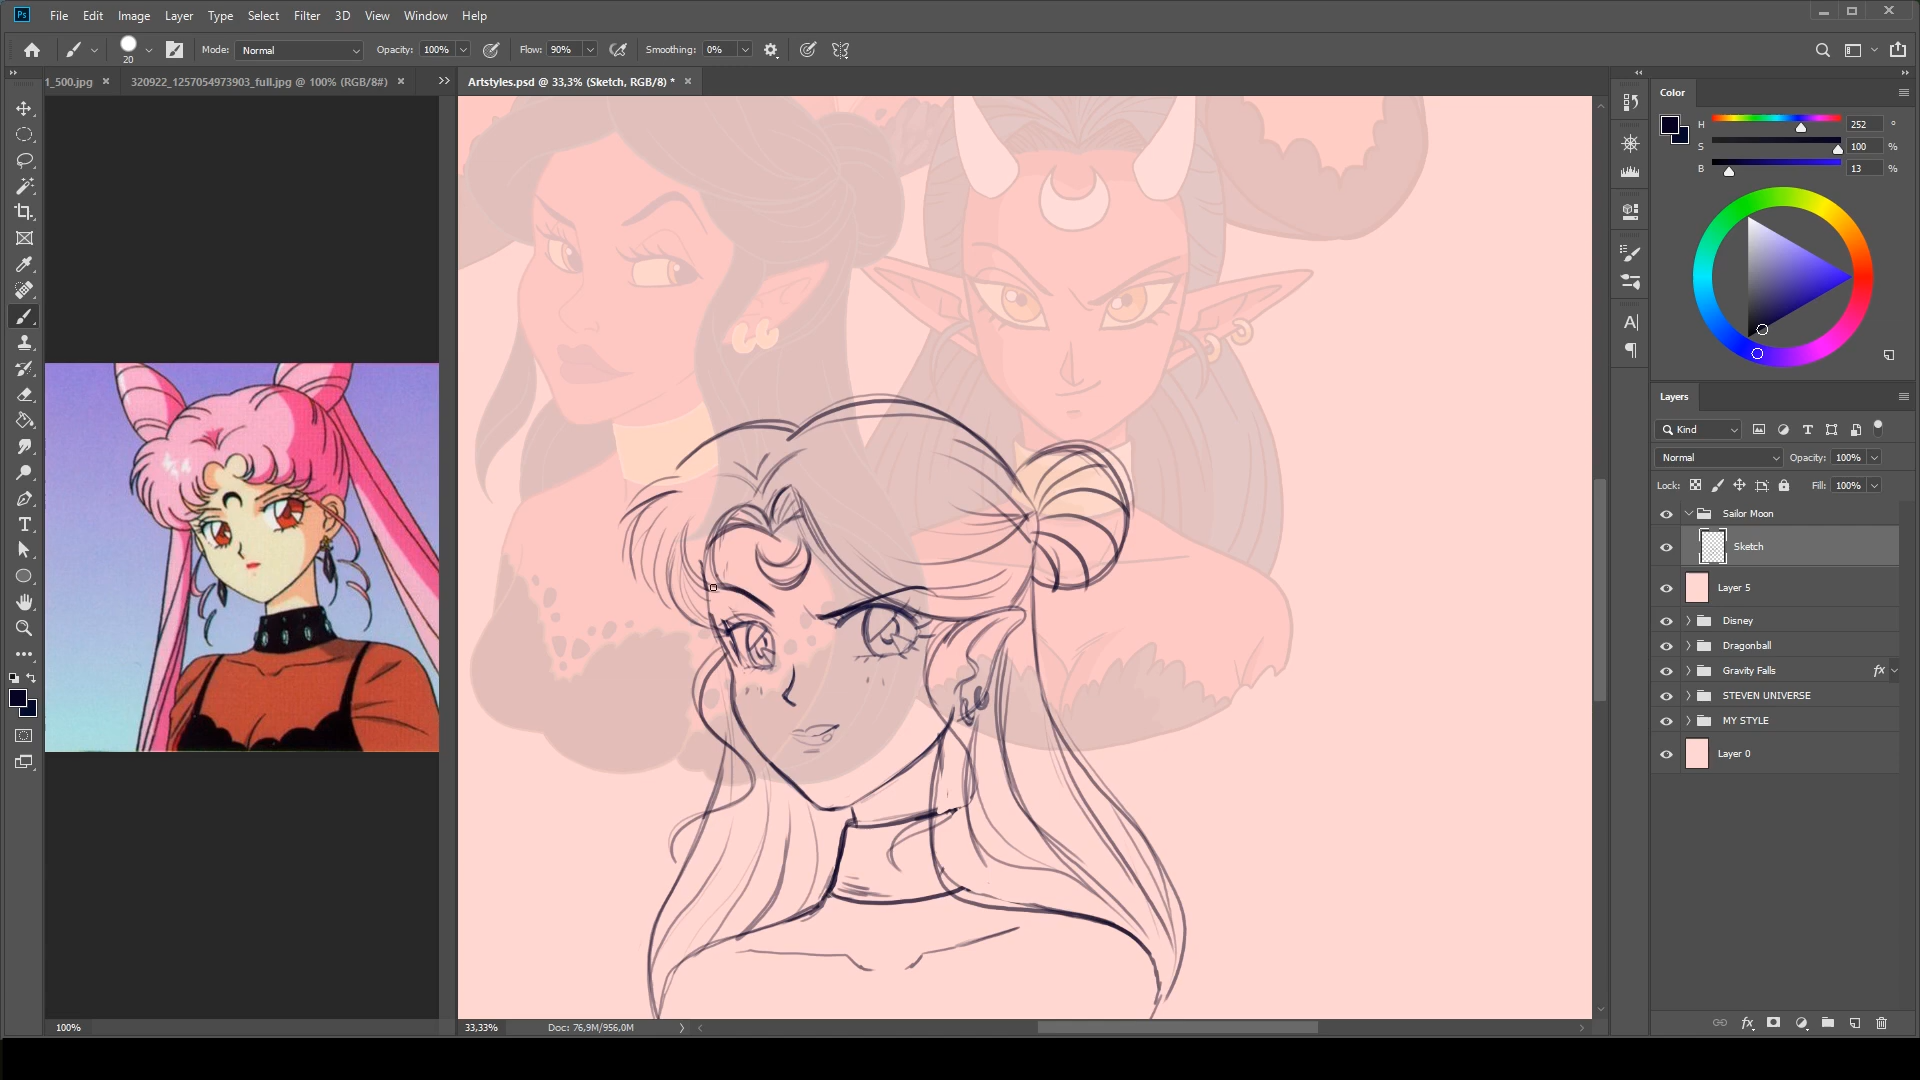 Ps File Edit Image Layer Type Select Filter 3D View Window Help
20 Mode: Normal Opacity: 100% Flow: 90% Smoothing: 0%
1_500.jpg × 320922_1257054973903_full.jpg @ 100% (RGB/8#) × Artstyles.psd @ 33,3% (Sketch, RGB/8) * ×
Color
H 252 °
S 100 %
B 13 %
Layers
Kind
Normal Opacity: 100%
Lock: Fill: 100%
Sailor Moon
Sketch
Layer 5
Disney
Dragonball
Gravity Falls fx
STEVEN UNIVERSE
MY STYLE
Layer 0
100% 33,33% Doc: 76,9M/956,0M